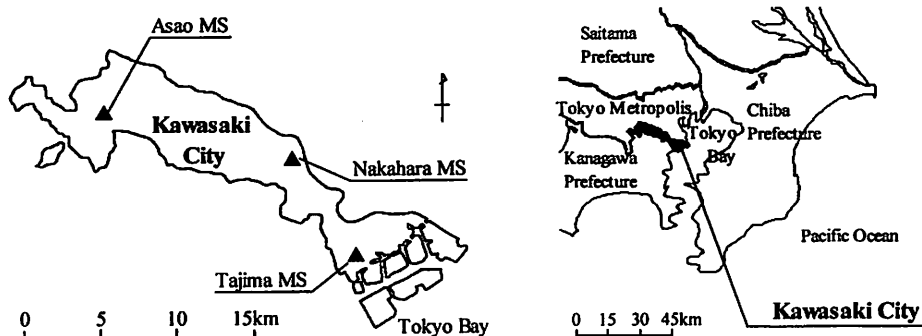 Asao MS
Kawasaki
City
Nakahara MS
Tajima MS
0 5 10 15km
Tokyo Bay
Saitama
Prefecture
Tokyo Metropolis
Chiba
Prefecture
Tokyo
Bay
Kanagawa
Prefecture
Pacific Ocean
0 15 30 45km
Kawasaki City